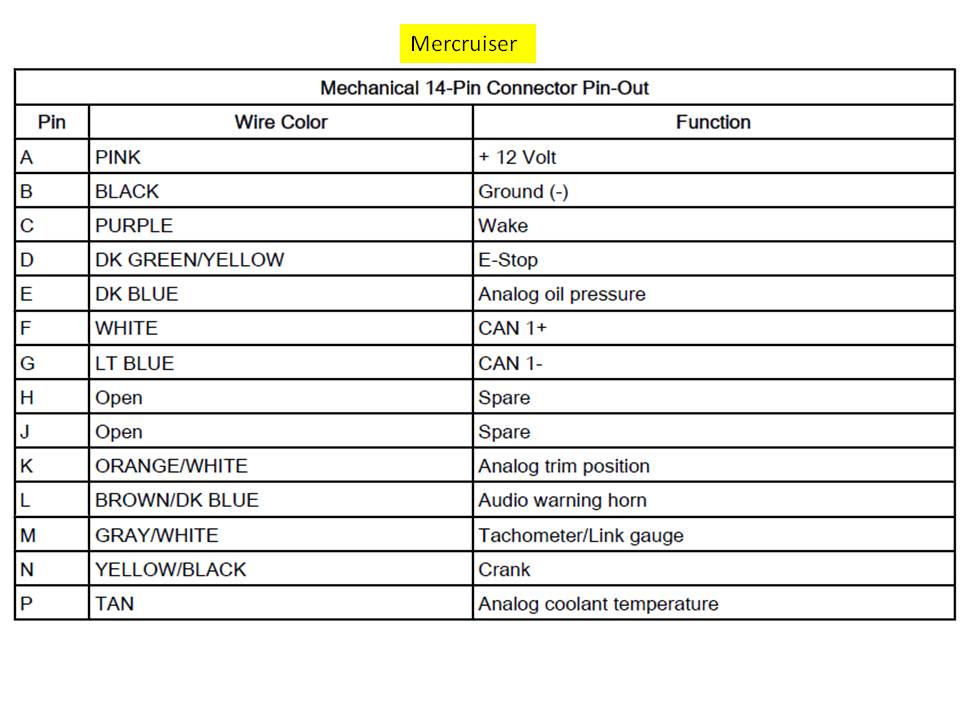 Mercruiser
Mechanical 14-Pin Connector Pin-Out
Pin Wire Color Function
A PINK + 12 Volt
B BLACK Ground (-)
C PURPLE Wake
D DK GREEN/YELLOW E-Stop
E DK BLUE Analog oil pressure
F WHITE CAN 1+
G LT BLUE CAN 1-
H Open Spare
J Open Spare
K ORANGE/WHITE Analog trim position
L BROWN/DK BLUE Audio warning horn
M GRAY/WHITE Tachometer/Link gauge
N YELLOW/BLACK Crank
P TAN Analog coolant temperature